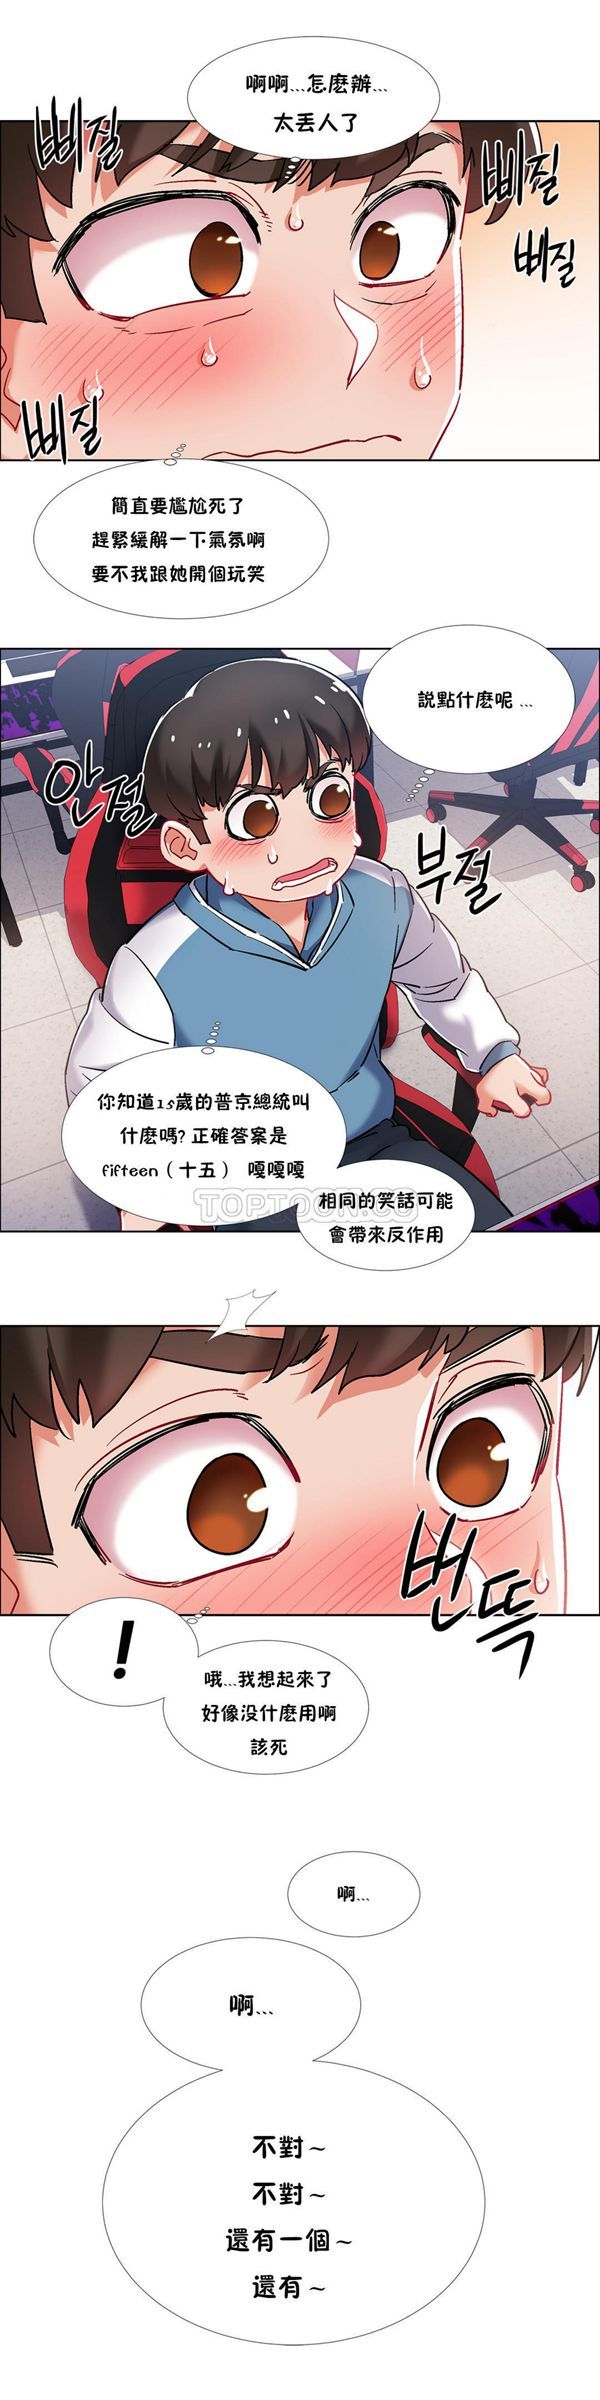 啊啊...怎麽辦...
太丟人了
삐질
삐질
삐질
삐질
簡直要尷尬死了
趕緊緩解一下氣氛啊
要不我跟她開個玩笑
説點什麽呢 ...
안절
부절
你知道15歲的普京總統叫
什麽嗎? 正確答案是
fifteen（十五） 嘎嘎嘎
TOPTOON.CC
相同的笑話可能
會帶來反作用
번뜩
!
哦...我想起來了
好像没什麽用啊
該死
啊...
啊...
不對~
不對~
還有一個~
還有~